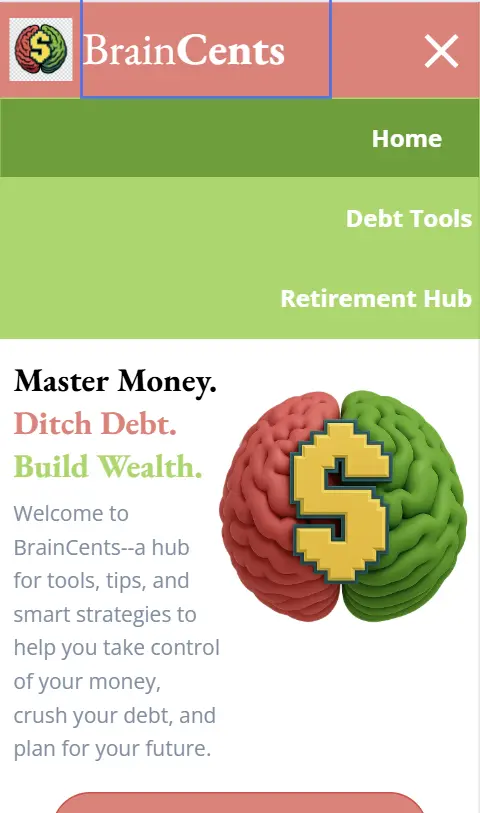 BrainCents
Home
Debt Tools
Retirement Hub
Master Money.
Ditch Debt.
Build Wealth.
Welcome to
BrainCents--a hub
for tools, tips, and
smart strategies to
help you take control
of your money,
crush your debt, and
plan for your future.